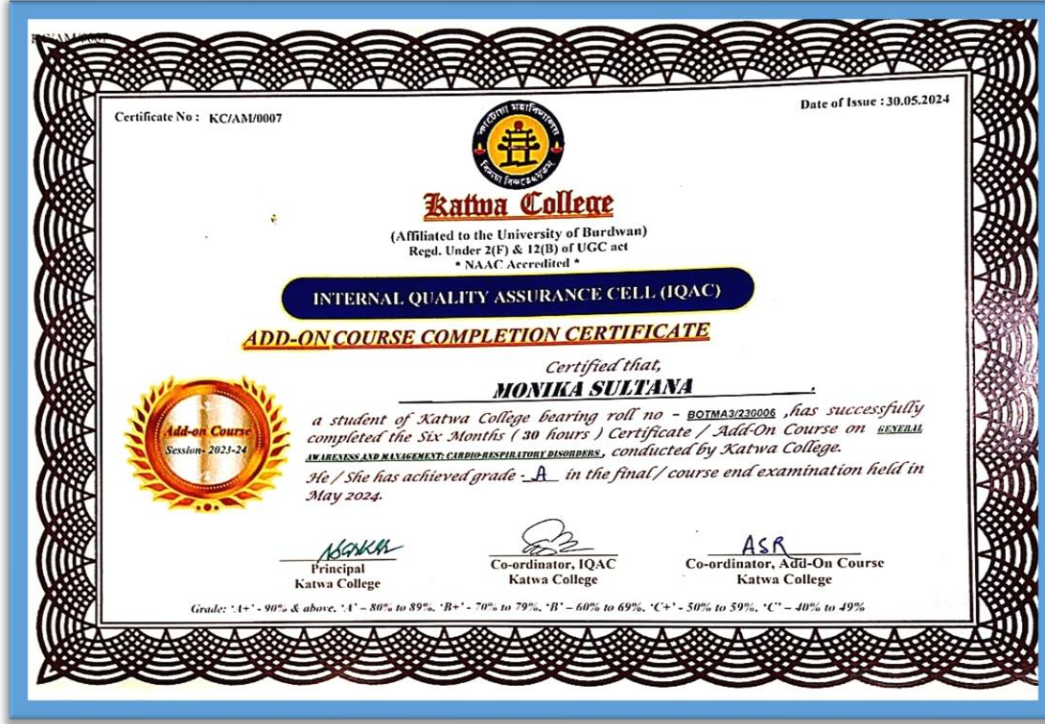 KC/AM/0007
Certificate No : KC/AM/0007
Date of Issue : 30.05.2024
কাটোয়া মহাবিদ্যালয়
Katwa College
(Affiliated to the University of Burdwan)
Regd. Under 2(F) & 12(B) of UGC act
* NAAC Accredited *
INTERNAL QUALITY ASSURANCE CELL (IQAC)
ADD-ON COURSE COMPLETION CERTIFICATE
Certified that,
MONIKA SULTANA .
a student of Katwa College bearing roll no - BOTMA3/230006 ,has successfully
completed the Six Months ( 30 hours ) Certificate / Add-On Course on GENERAL
AWARENESS AND MANAGEMENT: CARDIO-RESPIRATORY DISORDERS , conducted by Katwa College.
He / She has achieved grade - A in the final / course end examination held in
May 2024.
Add-on Course
Session- 2023-24
ASR
Principal
Katwa College
Co-ordinator, IQAC
Katwa College
Co-ordinator, Add-On Course
Katwa College
Grade: 'A+' - 90% & above, 'A' – 80% to 89%, 'B+' - 70% to 79%, 'B' – 60% to 69%, 'C+' - 50% to 59%, 'C' – 40% to 49%